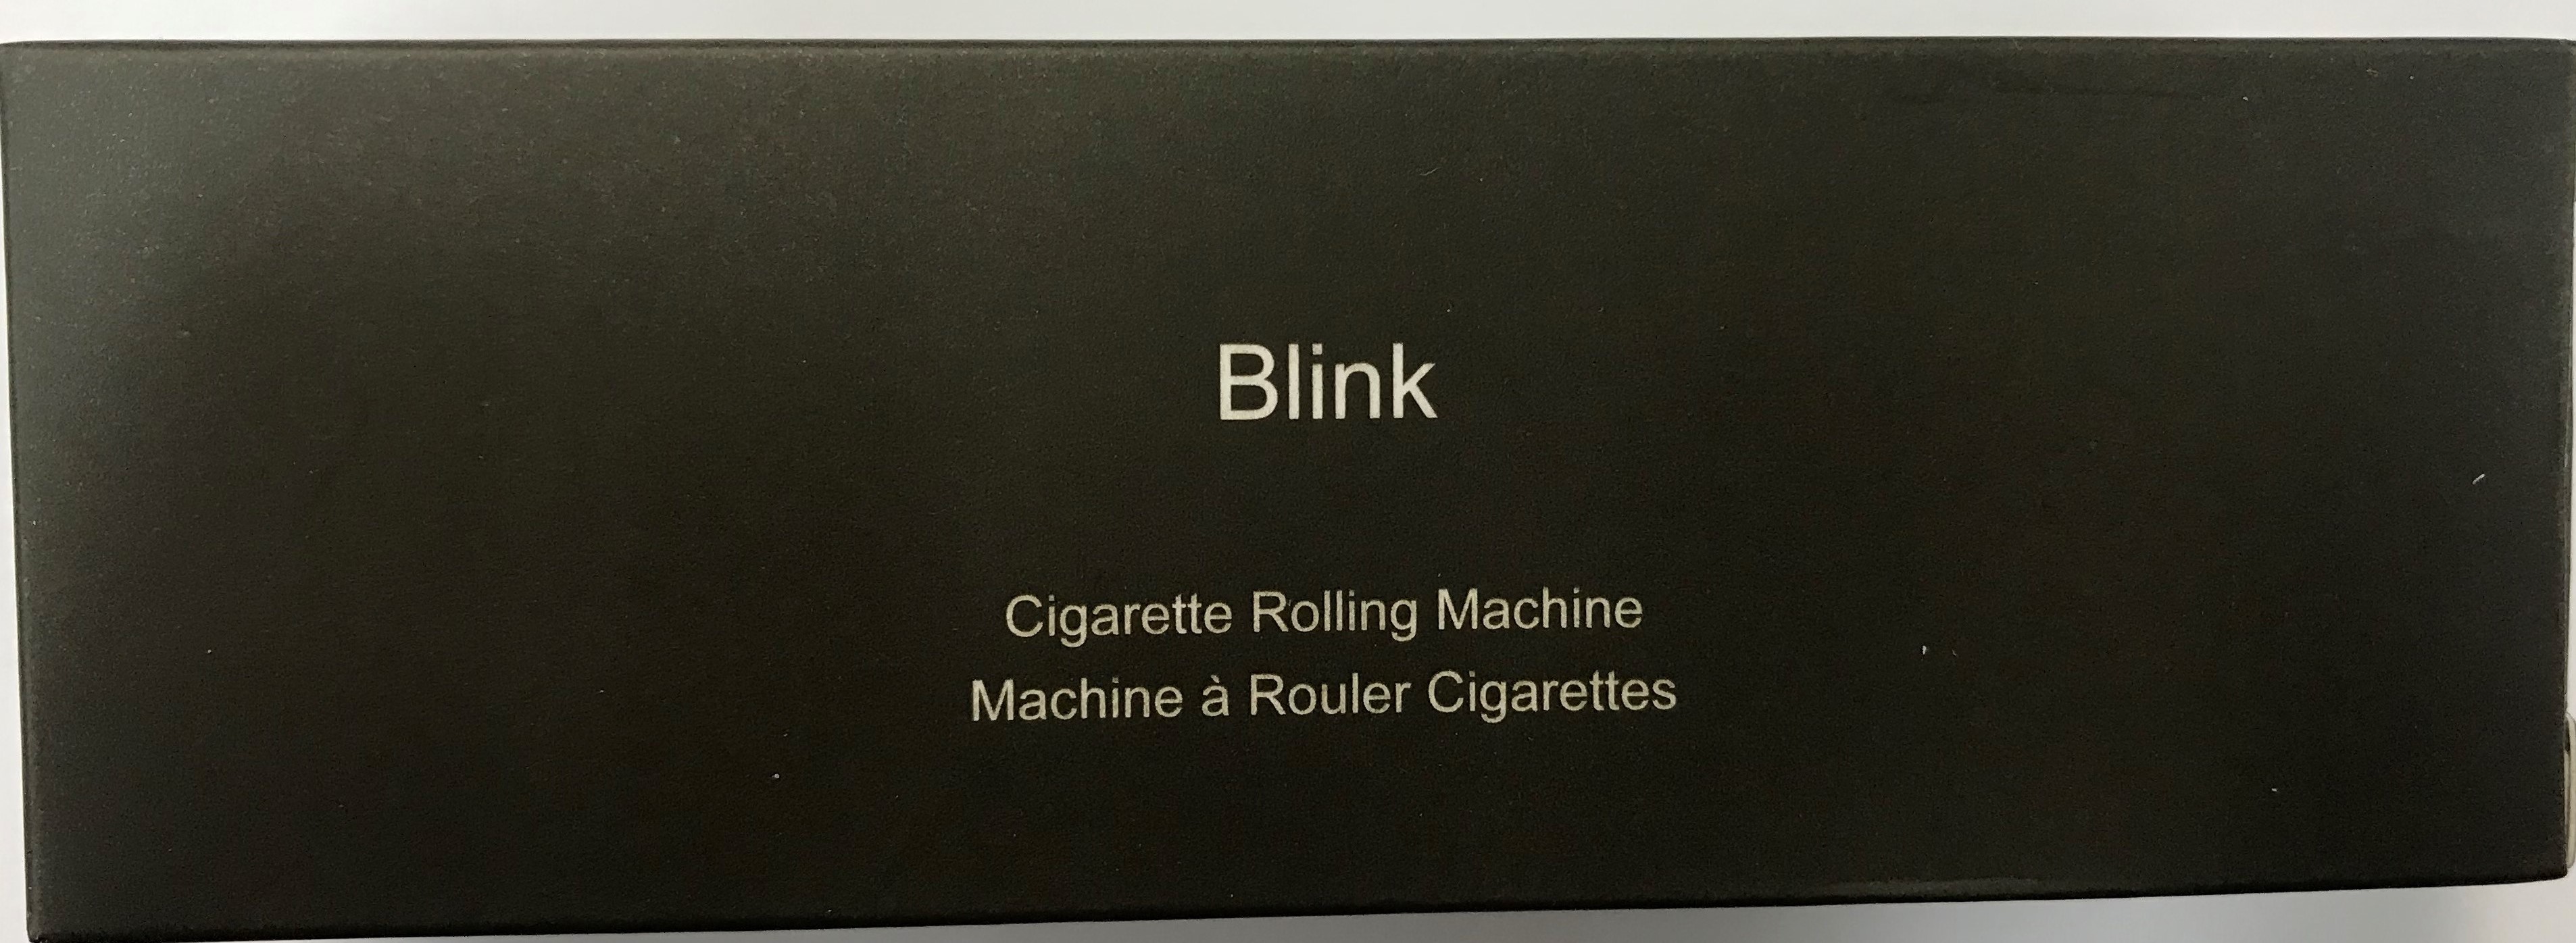 Blink
Cigarette Rolling Machine
Machine à Rouler Cigarettes